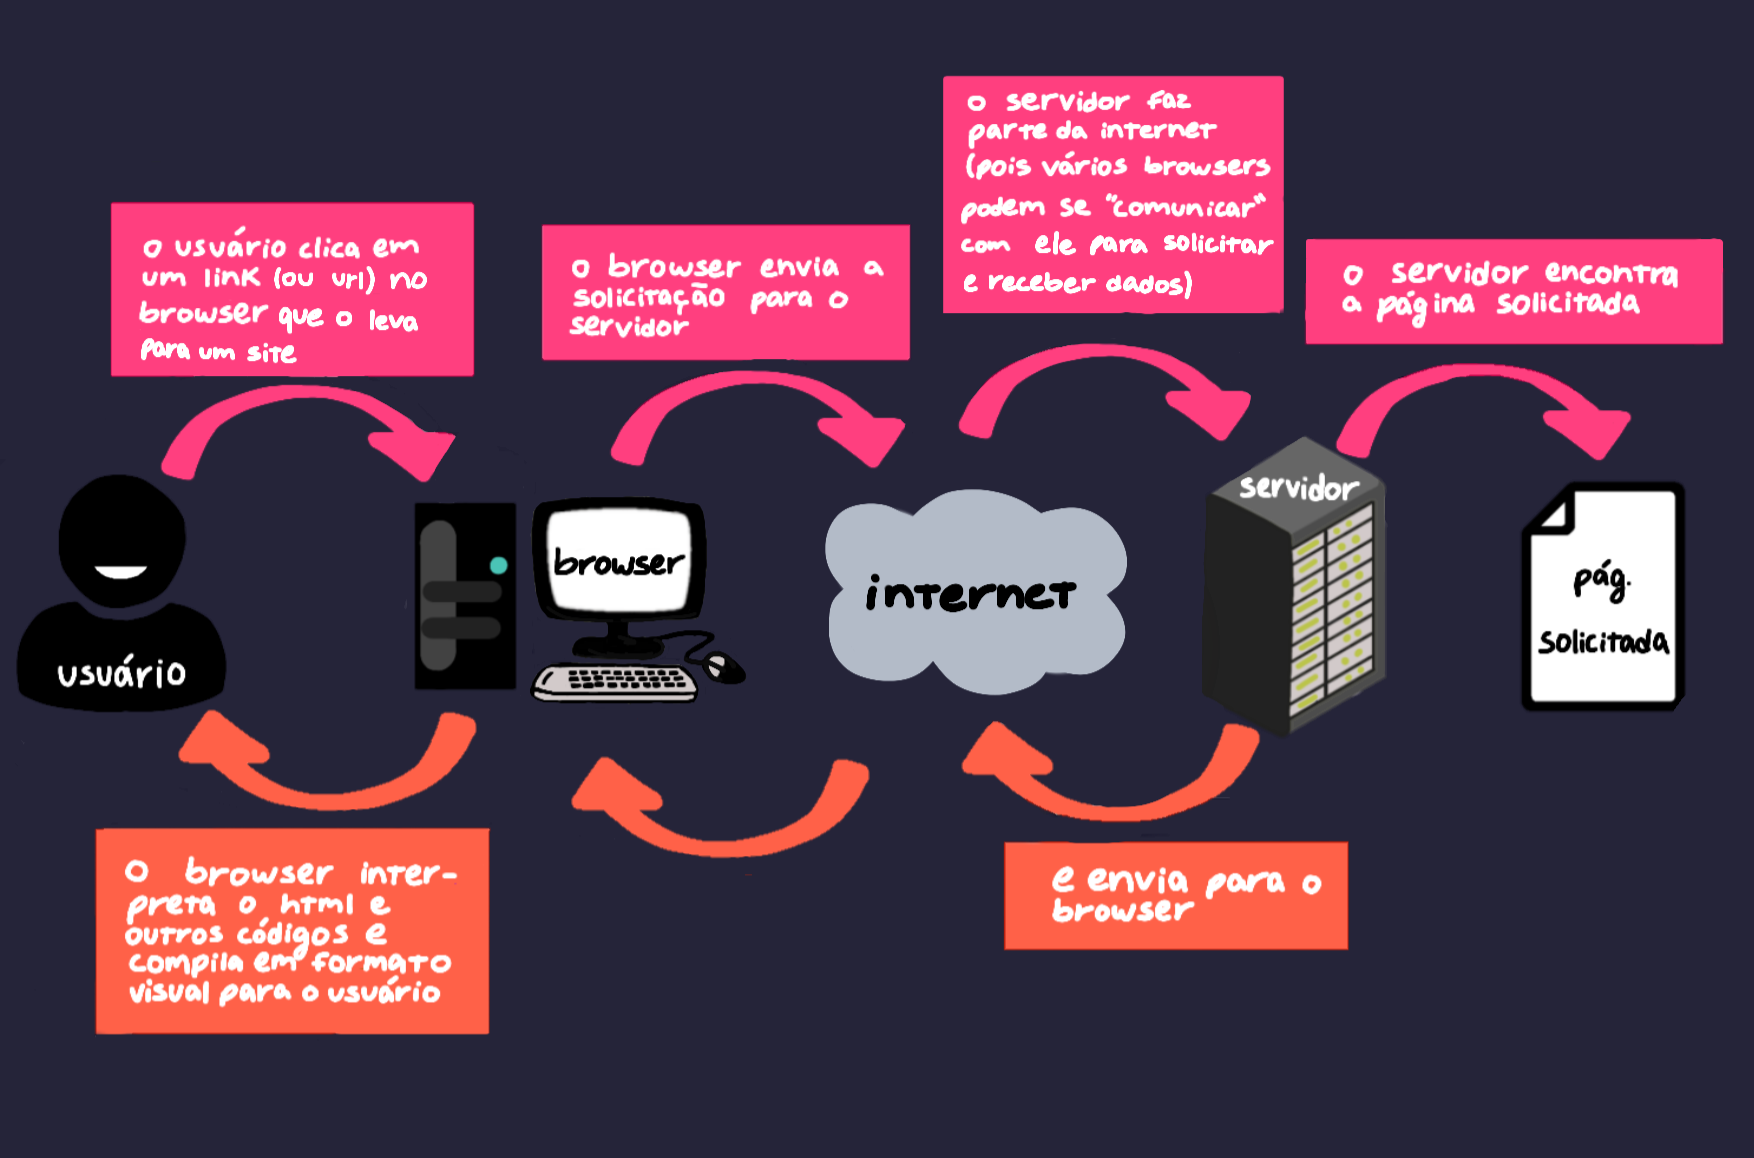 o servidor faz
parte da internet
(pois vários browsers
podem se "comunicar"
com ele para solicitar
e receber dados)
o usuário clica em
um link (ou url) no
browser que o leva
para um site
o browser envia a
solicitação para o
servidor
o servidor encontra
a página solicitada
usuário
browser
internet
servidor
pág.
solicitada
o browser inter-
preta o html e
outros códigos e
compila em formato
visual para o usuário
e envia para o
browser